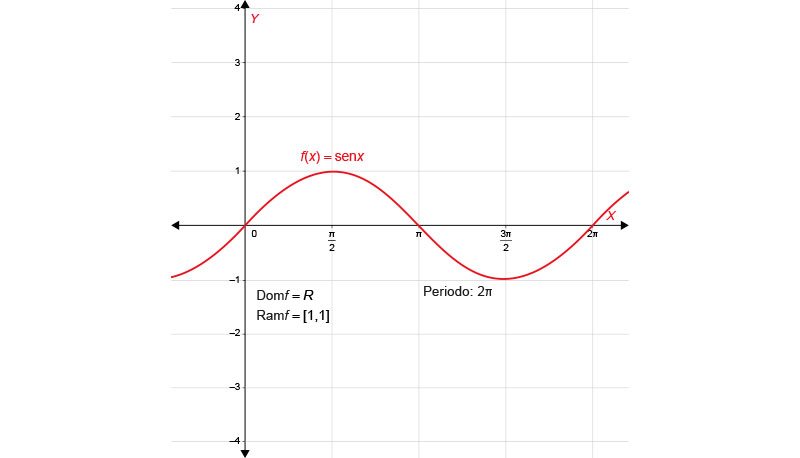 4
Y
3
2
f(x) = senx
1
X
0
π/2
π
3π/2
2π
–1
Domf = R
Periodo: 2π
Ramf = [1,1]
–2
–3
–4